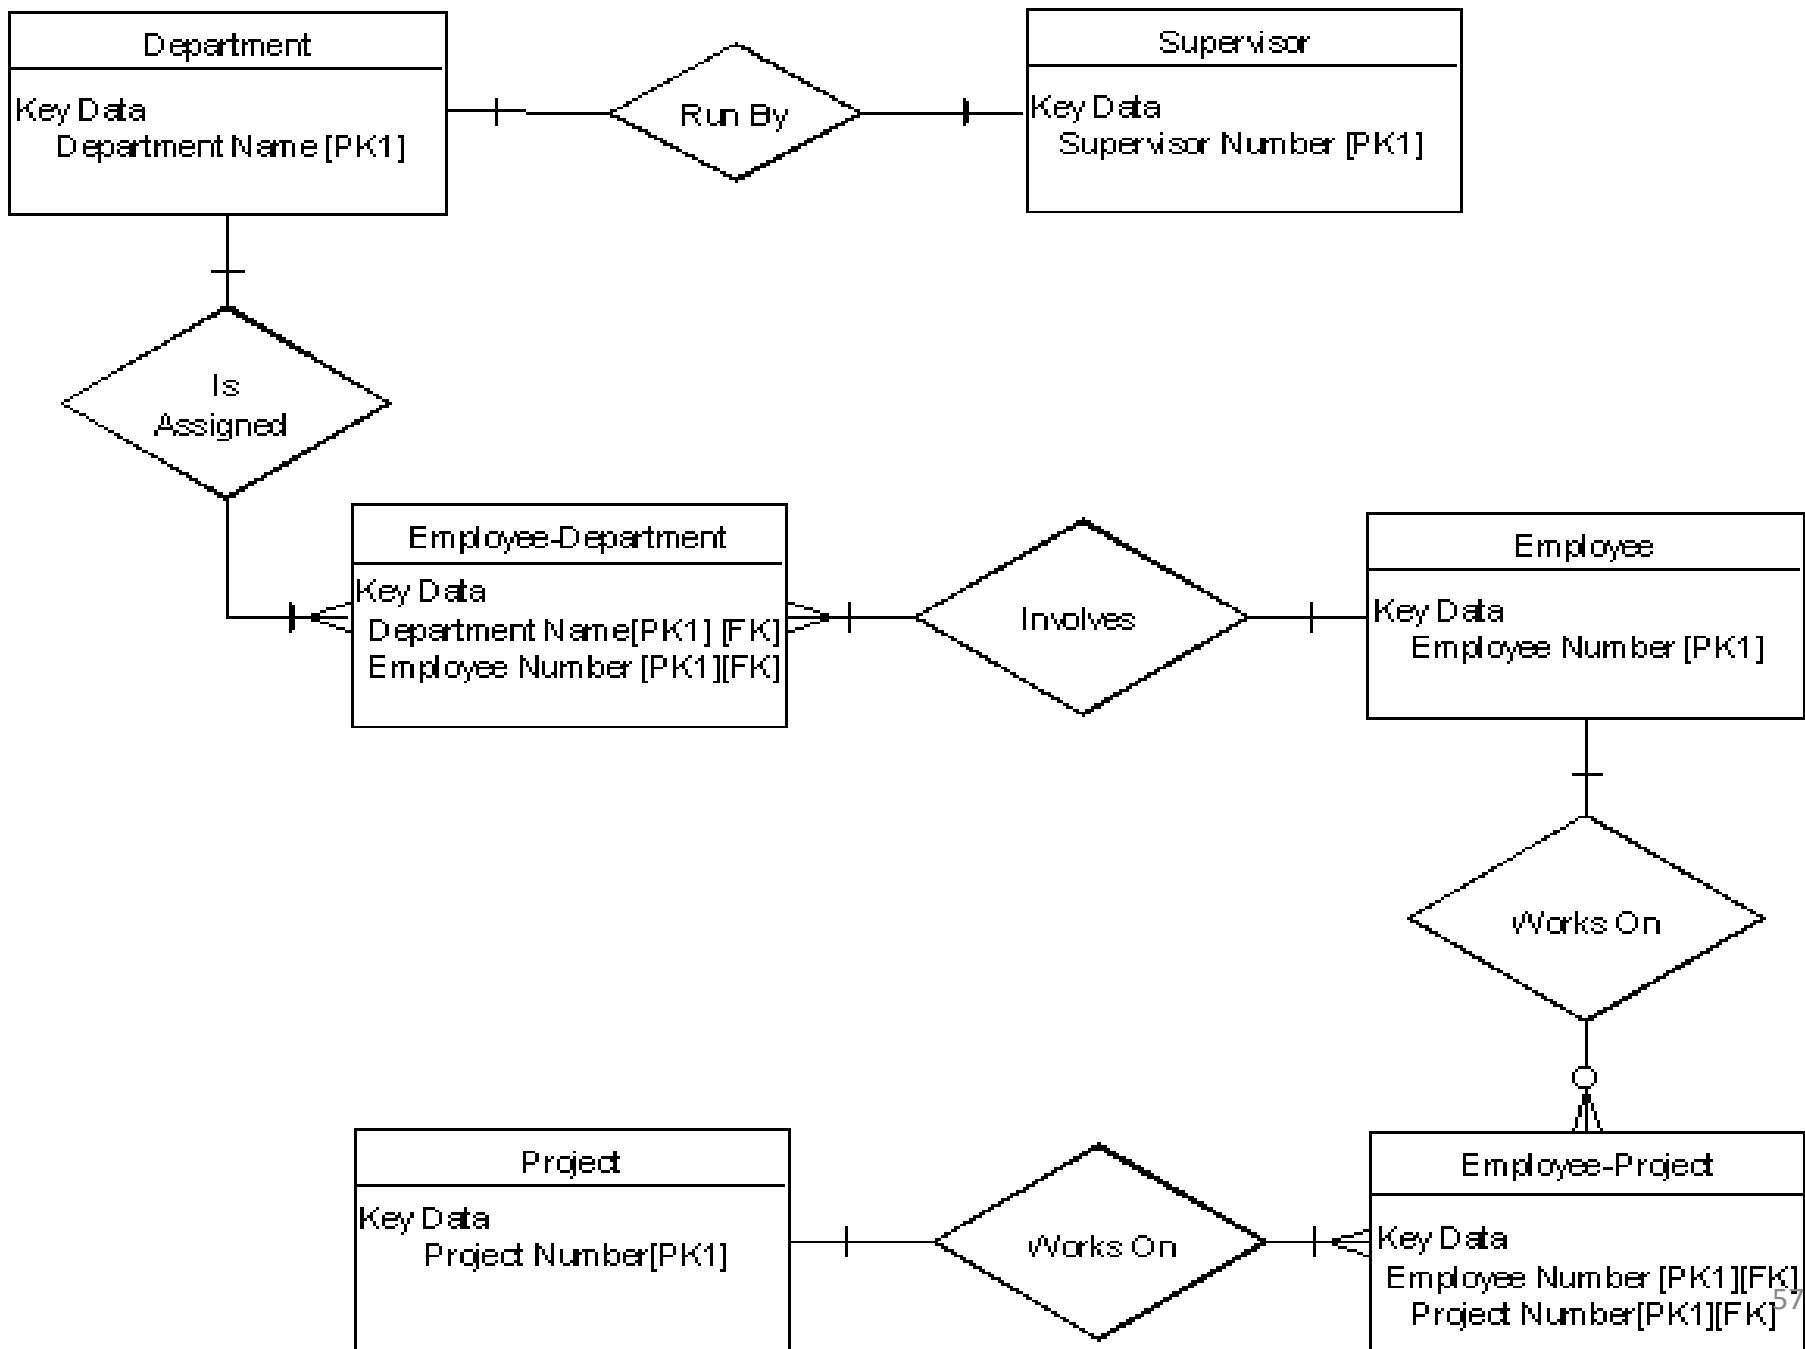 Department
Key Data
Department Name [PK1]
Run By
Supervisor
Key Data
Supervisor Number [PK1]
Is
Assigned
Employee-Department
Key Data
Department Name[PK1] [FK]
Employee Number [PK1][FK]
Involves
Employee
Key Data
Employee Number [PK1]
Works On
Project
Key Data
Project Number[PK1]
Works On
Employee-Project
Key Data
Employee Number [PK1][FK]
Project Number[PK1][FK]
57